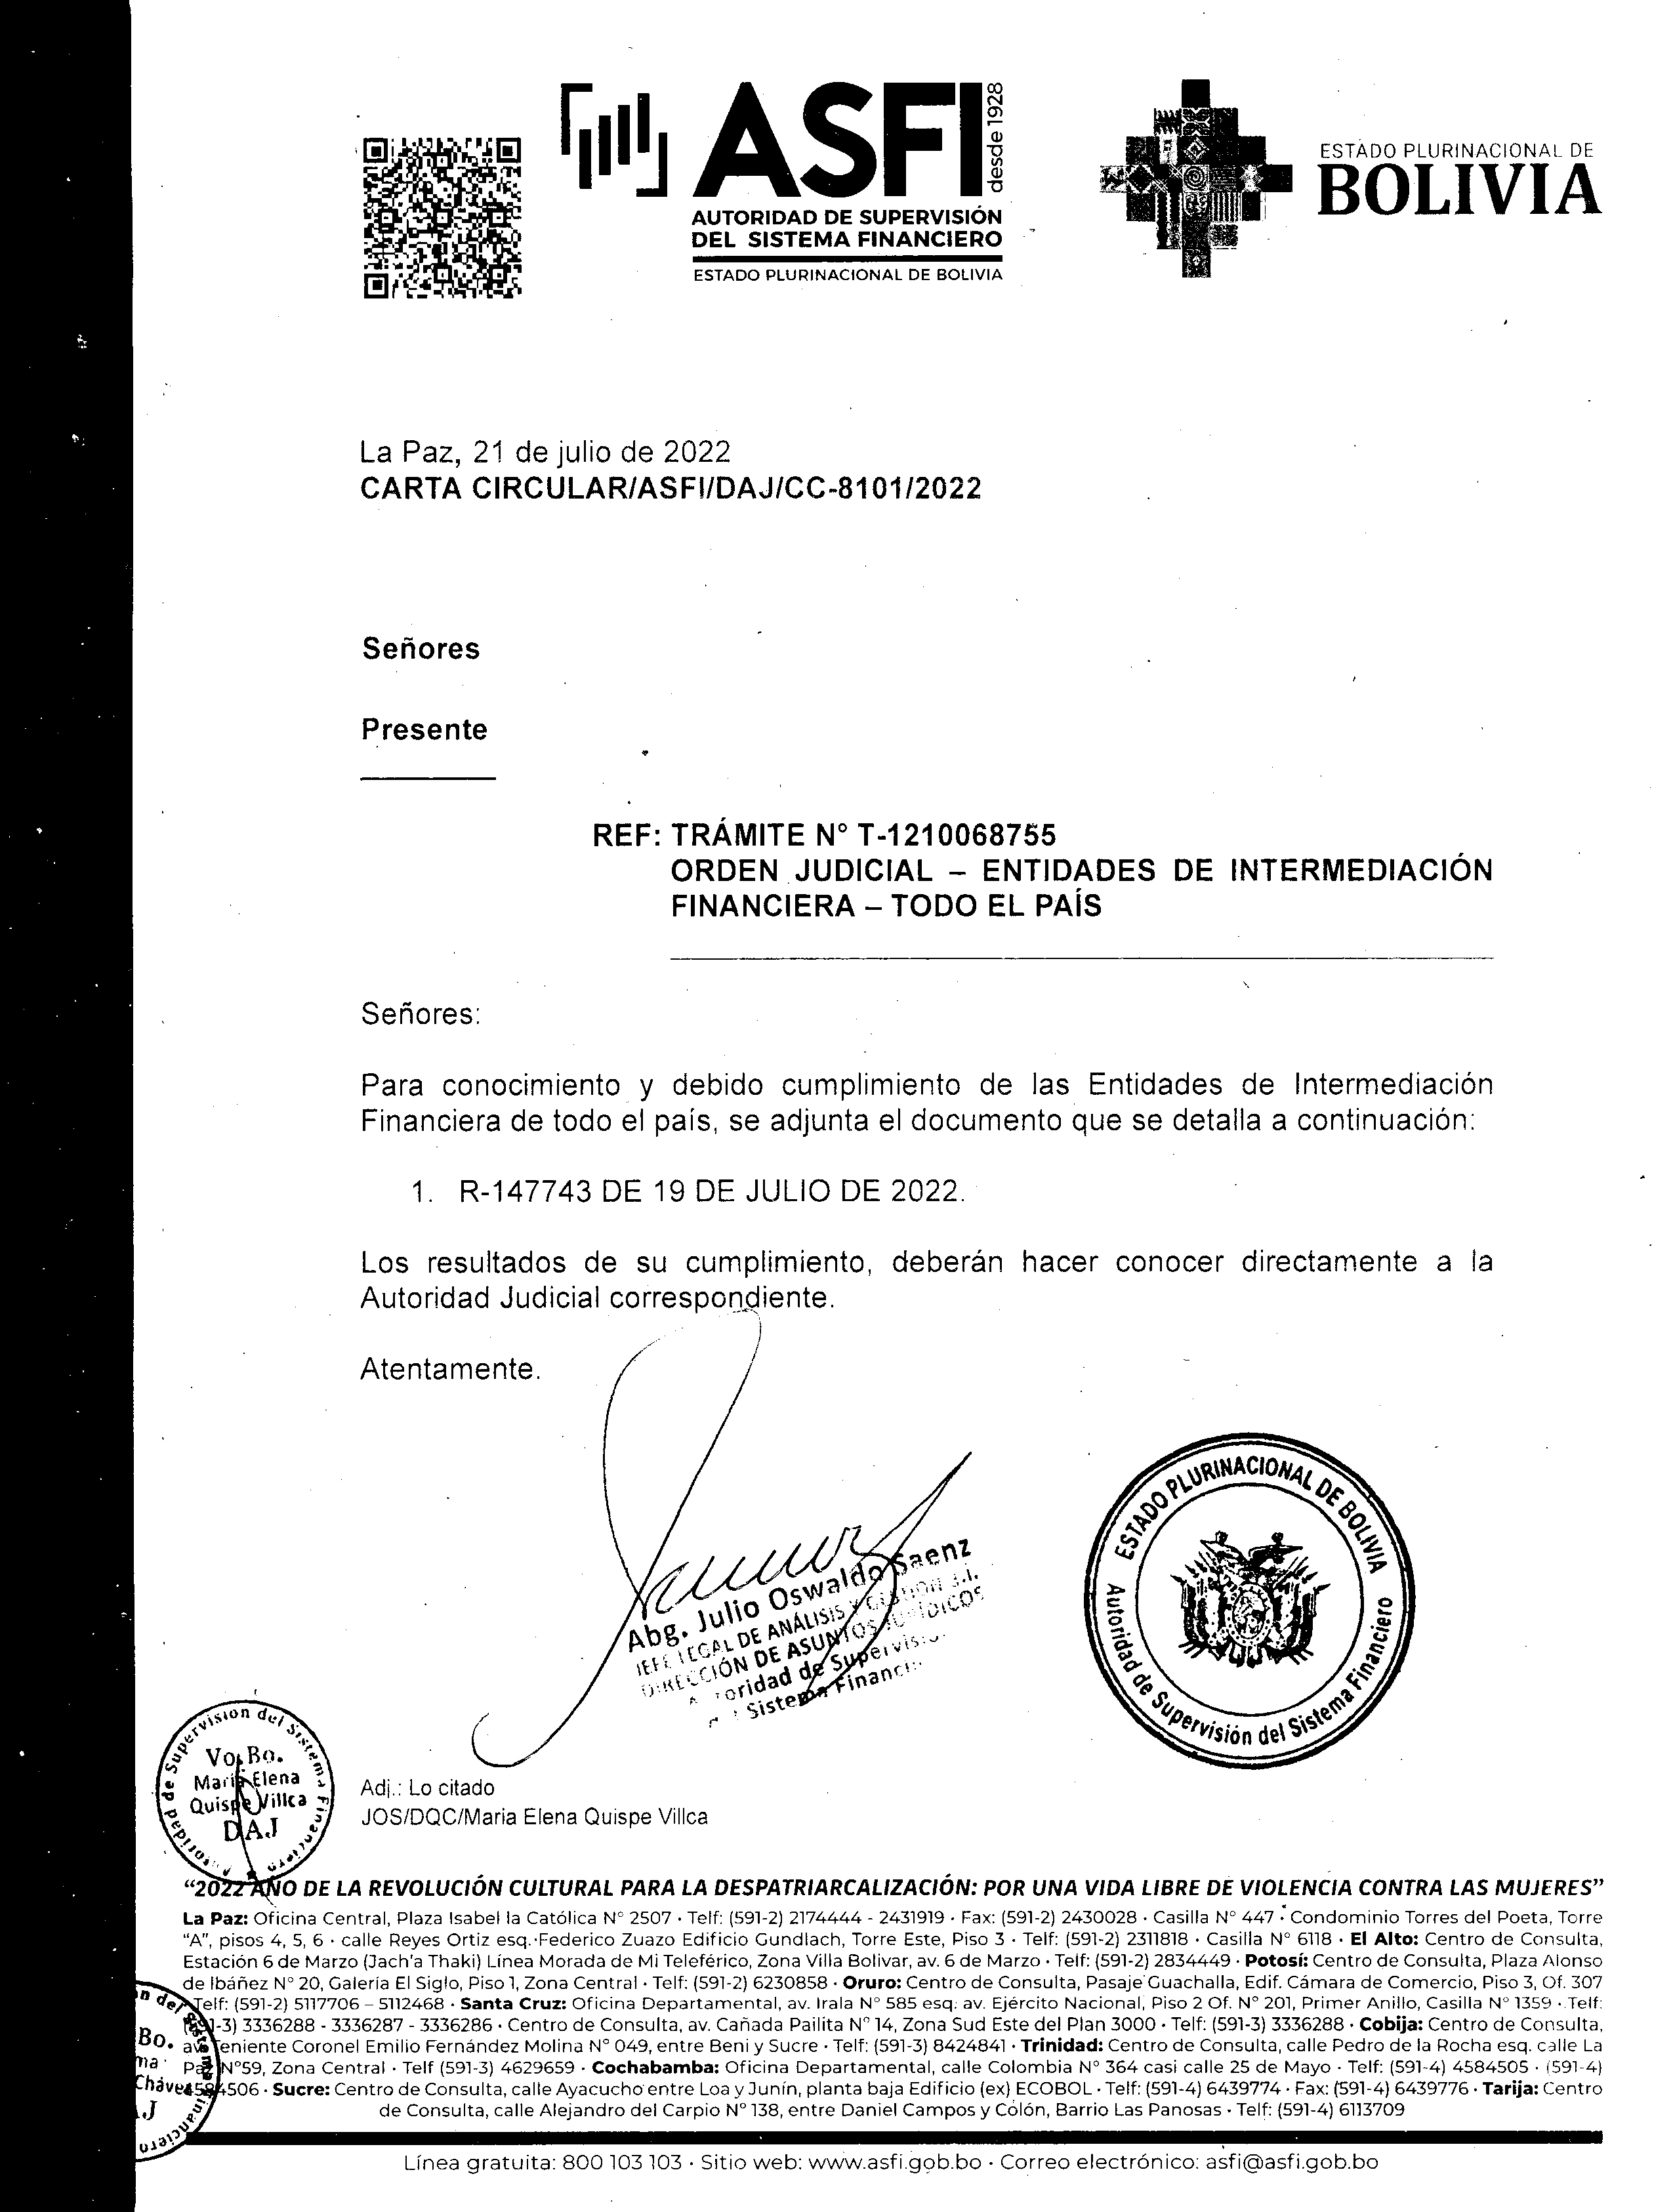 ASFI
desde 1928
AUTORIDAD DE SUPERVISIÓN
DEL SISTEMA FINANCIERO
ESTADO PLURINACIONAL DE BOLIVIA
ESTADO PLURINACIONAL DE
BOLIVIA
La Paz, 21 de julio de 2022
CARTA CIRCULAR/ASFI/DAJ/CC-8101/2022
Señores
Presente
REF: TRÁMITE N° T-1210068755
ORDEN JUDICIAL – ENTIDADES DE INTERMEDIACIÓN
FINANCIERA – TODO EL PAÍS
Señores:
Para conocimiento y debido cumplimiento de las Entidades de Intermediación
Financiera de todo el país, se adjunta el documento que se detalla a continuación:
1. R-147743 DE 19 DE JULIO DE 2022.
Los resultados de su cumplimiento, deberán hacer conocer directamente a la
Autoridad Judicial correspondiente.
Atentamente.
Abg. Julio Oswaldo Saenz
LEGAL DE ANÁLISIS Y
DIRECCIÓN DE ASUNTOS JURÍDICOS
de Supervisi
Sistema Financi
ESTADO PLURINACIONAL DE BOLIVIA
Autoridad de Supervisión del Sistema Financiero
Autoridad de Supervision del Sistema Financiero
Vo. Bo.
Maria Elena
Quispe Villca
DAJ
Adj.: Lo citado
JOS/DQC/Maria Elena Quispe Villca
“2022 AÑO DE LA REVOLUCIÓN CULTURAL PARA LA DESPATRIARCALIZACIÓN: POR UNA VIDA LIBRE DE VIOLENCIA CONTRA LAS MUJERES”
La Paz: Oficina Central, Plaza Isabel la Católica N° 2507 · Telf: (591-2) 2174444 - 2431919 · Fax: (591-2) 2430028 · Casilla N° 447 · Condominio Torres del Poeta, Torre
“A”, pisos 4, 5, 6 · calle Reyes Ortiz esq. Federico Zuazo Edificio Gundlach, Torre Este, Piso 3 · Telf: (591-2) 2311818 · Casilla N° 6118 · El Alto: Centro de Consulta,
Estación 6 de Marzo (Jach'a Thaki) Línea Morada de Mi Teleférico, Zona Villa Bolivar, av. 6 de Marzo · Telf: (591-2) 2834449 · Potosí: Centro de Consulta, Plaza Alonso
de Ibáñez N° 20, Galería El Siglo, Piso 1, Zona Central · Telf: (591-2) 6230858 · Oruro: Centro de Consulta, Pasaje Guachalla, Edif. Cámara de Comercio, Piso 3, Of. 307
Telf: (591-2) 5117706 – 5112468 · Santa Cruz: Oficina Departamental, av. Irala N° 585 esq. av. Ejército Nacional, Piso 2 Of. N° 201, Primer Anillo, Casilla N° 1359 · Telf:
(591-3) 3336288 - 3336287 - 3336286 · Centro de Consulta, av. Cañada Pailita N° 14, Zona Sud Este del Plan 3000 · Telf: (591-3) 3336288 · Cobija: Centro de Consulta,
av. Teniente Coronel Emilio Fernández Molina N° 049, entre Beni y Sucre · Telf: (591-3) 8424841 · Trinidad: Centro de Consulta, calle Pedro de la Rocha esq. calle La
Paz N°59, Zona Central · Telf (591-3) 4629659 · Cochabamba: Oficina Departamental, calle Colombia N° 364 casi calle 25 de Mayo · Telf: (591-4) 4584505 · (591-4)
4584506 · Sucre: Centro de Consulta, calle Ayacucho entre Loa y Junín, planta baja Edificio (ex) ECOBOL · Telf: (591-4) 6439774 · Fax: (591-4) 6439776 · Tarija: Centro
de Consulta, calle Alejandro del Carpio N° 138, entre Daniel Campos y Colón, Barrio Las Panosas · Telf: (591-4) 6113709
Bo.
Cháve
Línea gratuita: 800 103 103 · Sitio web: www.asfi.gob.bo · Correo electrónico: asfi@asfi.gob.bo